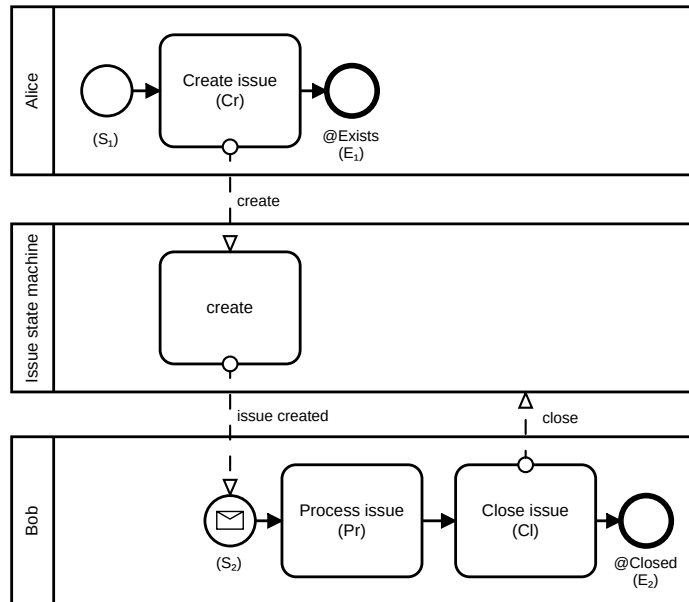 Alice
Create issue
(Cr)
(S₁)
@Exists
(E₁)
create
Issue state machine
create
issue created
close
Bob
Process issue
(Pr)
Close issue
(Cl)
(S₂)
@Closed
(E₂)